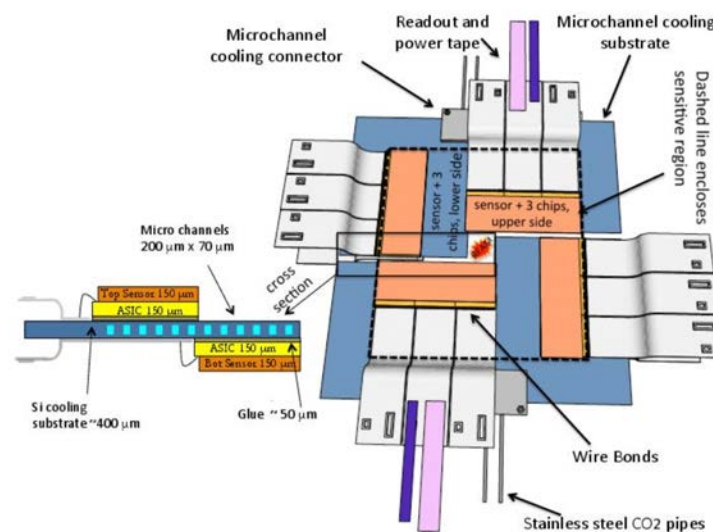 Microchannel
cooling connector
Readout and
power tape
Microchannel cooling
substrate
Dashed line encloses
sensitive region
sensor + 3
chips, lower side
sensor + 3 chips,
upper side
Micro channels
200 µm x 70 µm
cross
section
Top Sensor 150 µm
ASIC 150 µm
ASIC 150 µm
Bot Sensor 150 µm
Si cooling
substrate ~400 µm
Glue ~ 50 µm
Wire Bonds
Stainless steel CO2 pipes